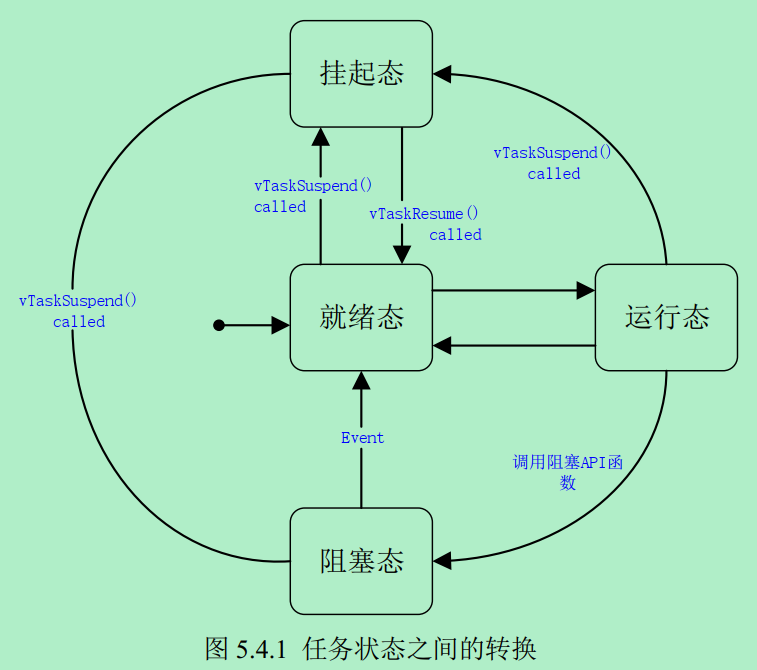 挂起态
vTaskSuspend()
called
vTaskSuspend()
called
vTaskResume()
called
vTaskSuspend()
called
就绪态
运行态
Event
调用阻塞API函
数
阻塞态
图 5.4.1 任务状态之间的转换